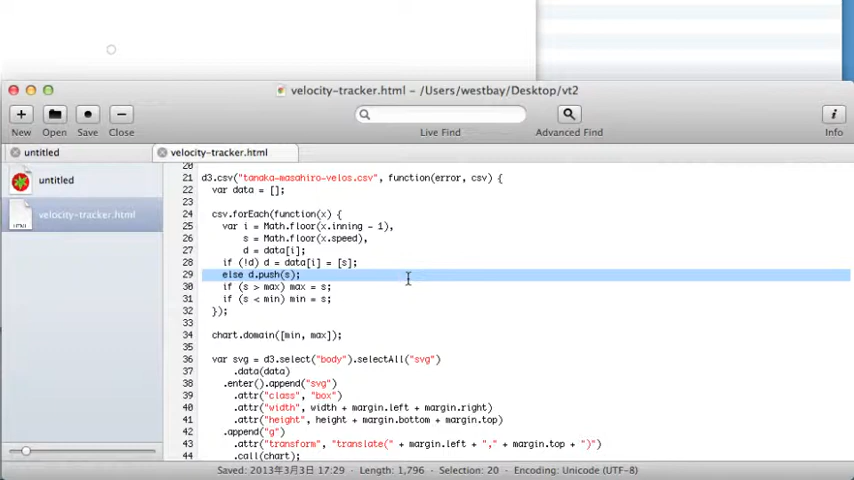 velocity-tracker.html – /Users/westbay/Desktop/vt2
New Open Save Close Live Find Advanced Find Info
untitled velocity-tracker.html
untitled
velocity-tracker.html
HTML
20
21 d3.csv("tanaka-masahiro-velos.csv", function(error, csv) {
22 var data = [];
23
24 csv.forEach(function(x) {
25 var i = Math.floor(x.inning - 1),
26 s = Math.floor(x.speed),
27 d = data[i];
28 if (!d) d = data[i] = [s];
29 else d.push(s);
30 if (s > max) max = s;
31 if (s < min) min = s;
32 });
33
34 chart.domain([min, max]);
35
36 var svg = d3.select("body").selectAll("svg")
37 .data(data)
38 .enter().append("svg")
39 .attr("class", "box")
40 .attr("width", width + margin.left + margin.right)
41 .attr("height", height + margin.bottom + margin.top)
42 .append("g")
43 .attr("transform", "translate(" + margin.left + "," + margin.top + ")")
44 .call(chart);
Saved: 2013年3月3日 17:29 Length: 1,796 Selection: 20 Encoding: Unicode (UTF-8)